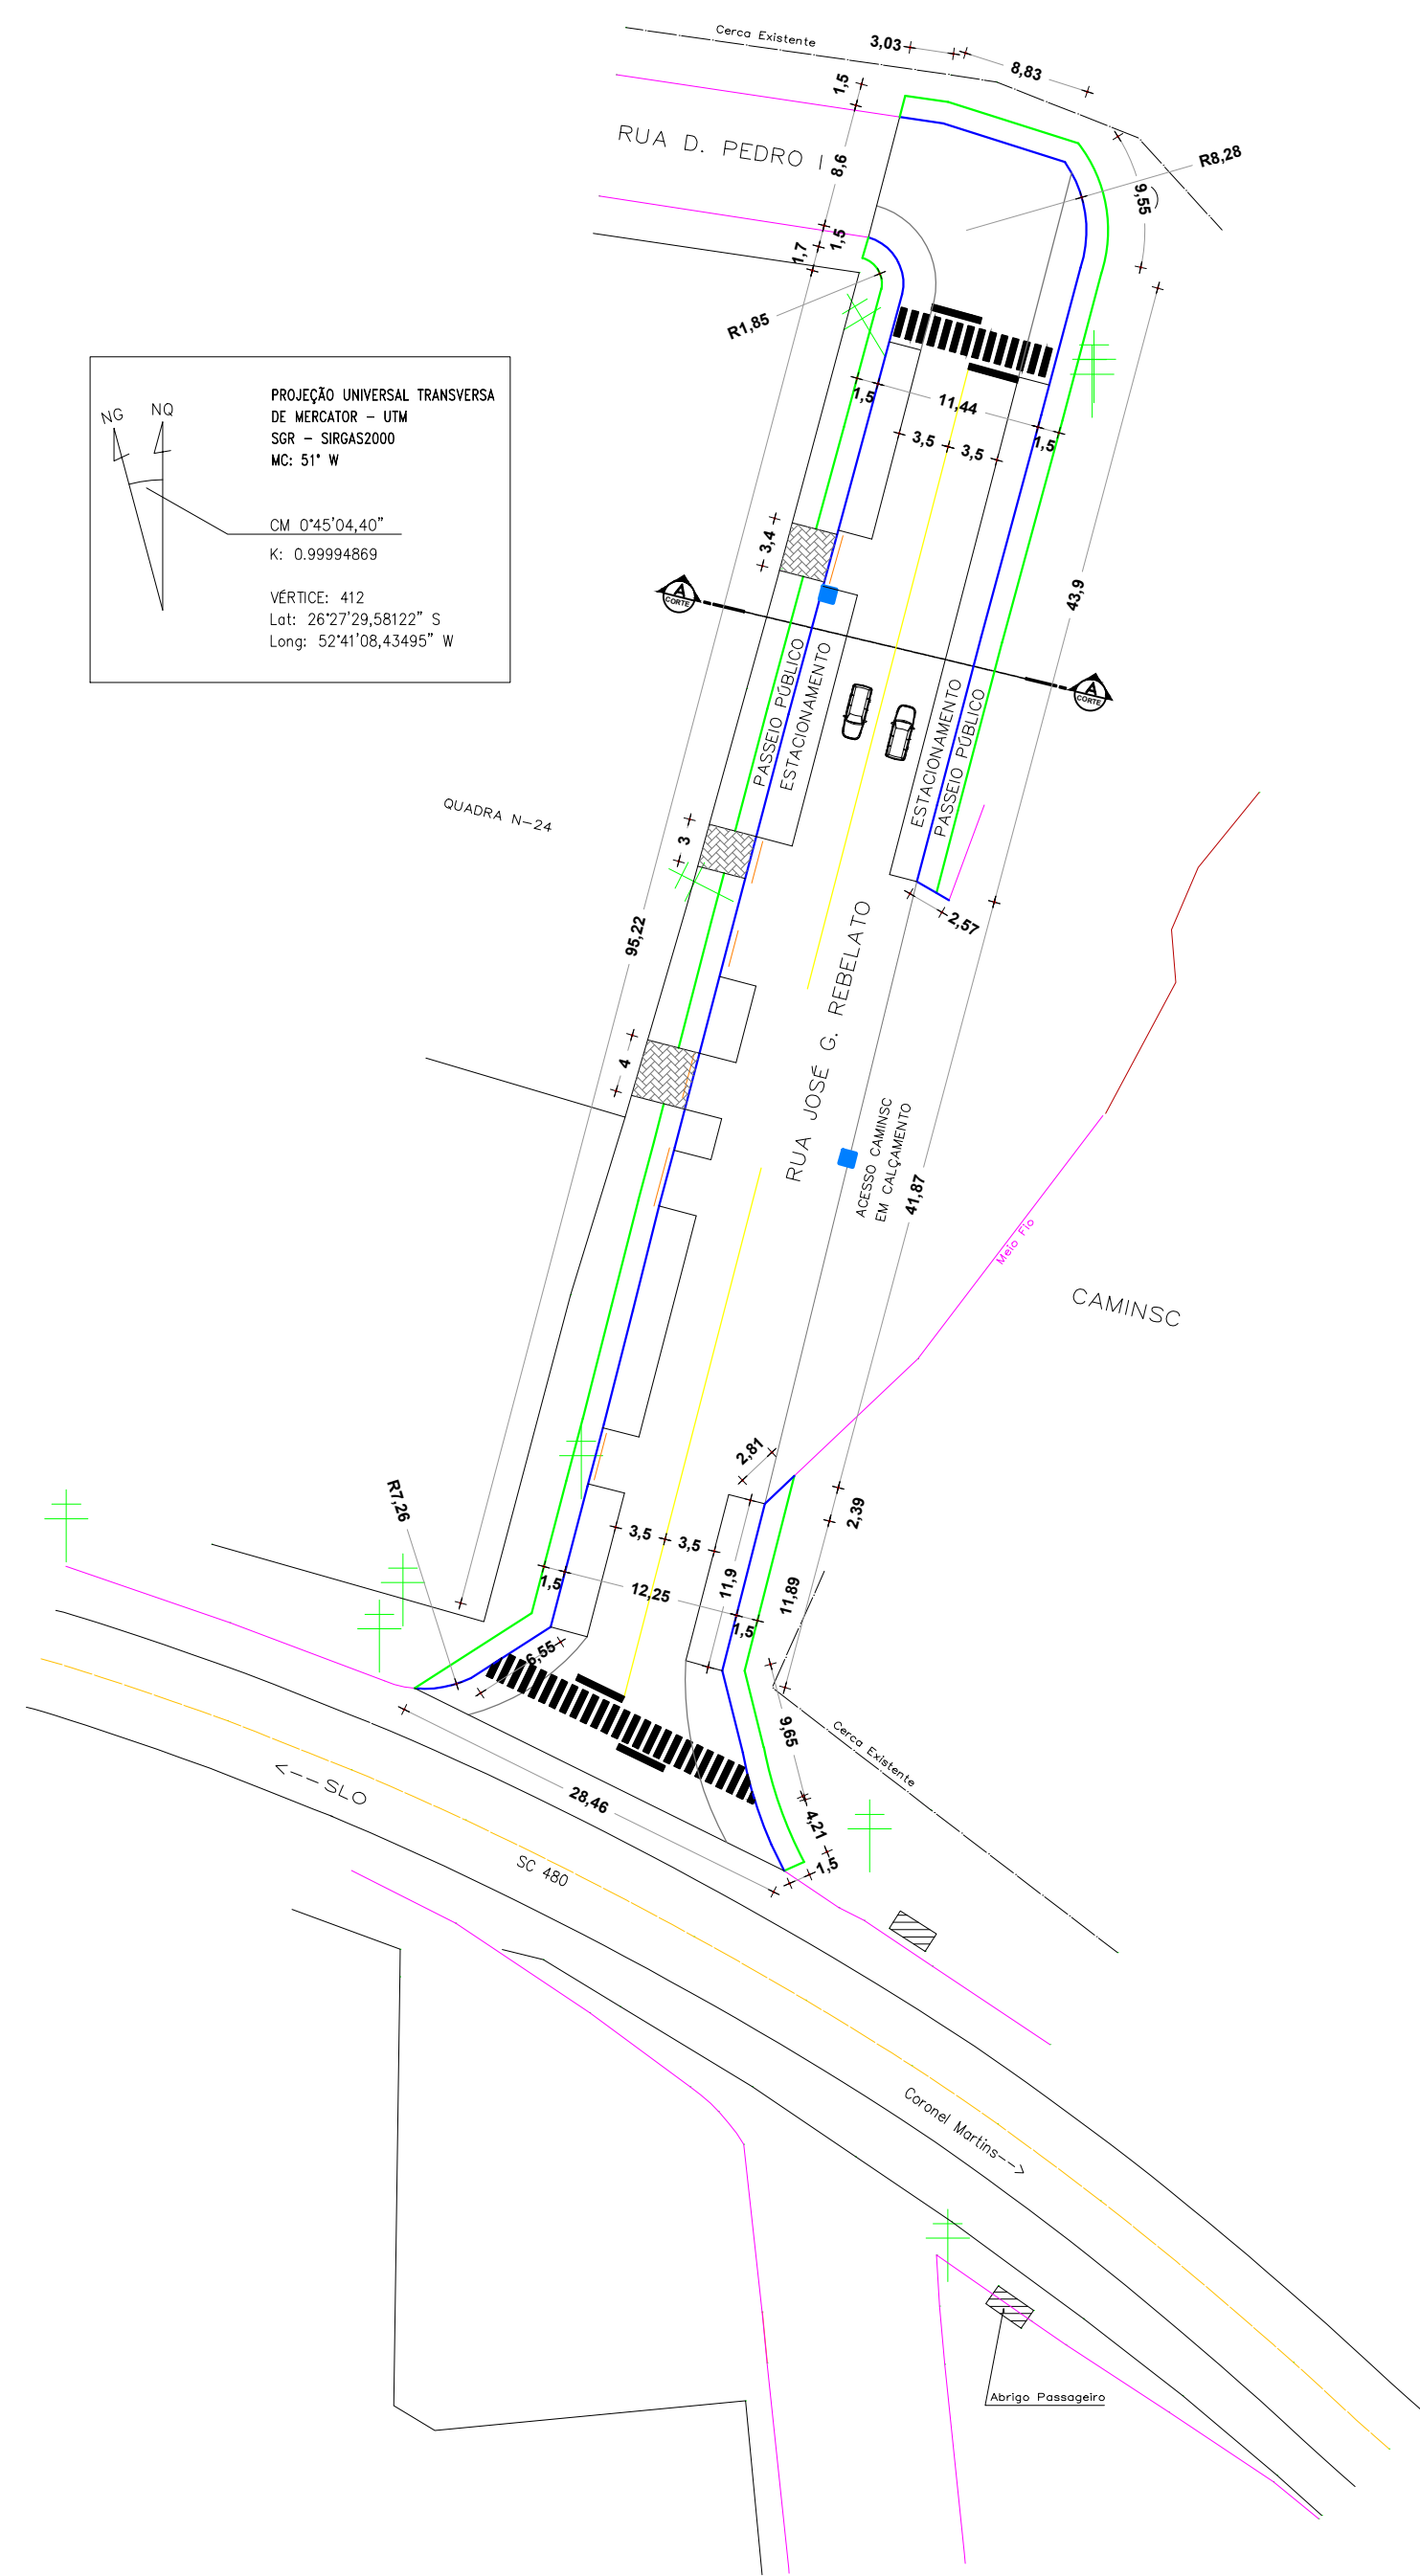 Cerca Existente
3,03
8,83
1,5
RUA D. PEDRO I
8,6
R8,28
9,55
1,7
1,5
R1,85
PROJEÇÃO UNIVERSAL TRANSVERSA
DE MERCATOR – UTM
SGR – SIRGAS2000
MC: 51° W
NG
NQ
CM 0°45'04,40"
K: 0.99994869
VÉRTICE: 412
Lat: 26°27'29,58122" S
Long: 52°41'08,43495" W
1,5
11,44
1,5
3,5
3,5
3,4
43,9
A
CORTE
A
CORTE
PASSEIO PÚBLICO
ESTACIONAMENTO
ESTACIONAMENTO
PASSEIO PÚBLICO
QUADRA N-24
3
95,22
2,57
RUA JOSÉ G. REBELATO
4
ACESSO CAMINSC
EM CALÇAMENTO
41,87
Meio Fio
CAMINSC
2,81
R7,26
2,39
3,5
3,5
1,5
12,25
11,9
11,89
1,5
6,55
9,65
Cerca Existente
<---SLO
28,46
4,21
1,5
SC 480
Coronel Martins-->
Abrigo Passageiro